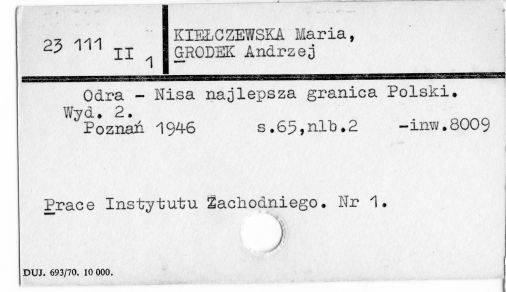 23 111 II 1
KIEŁCZEWSKA Maria,
GRODEK Andrzej
Odra - Nisa najlepsza granica Polski.
Wyd. 2.
Poznań 1946 s.65,nlb.2 -inw.8009
Prace Instytutu Zachodniego. Nr 1.
DUJ. 693/70. 10 000.